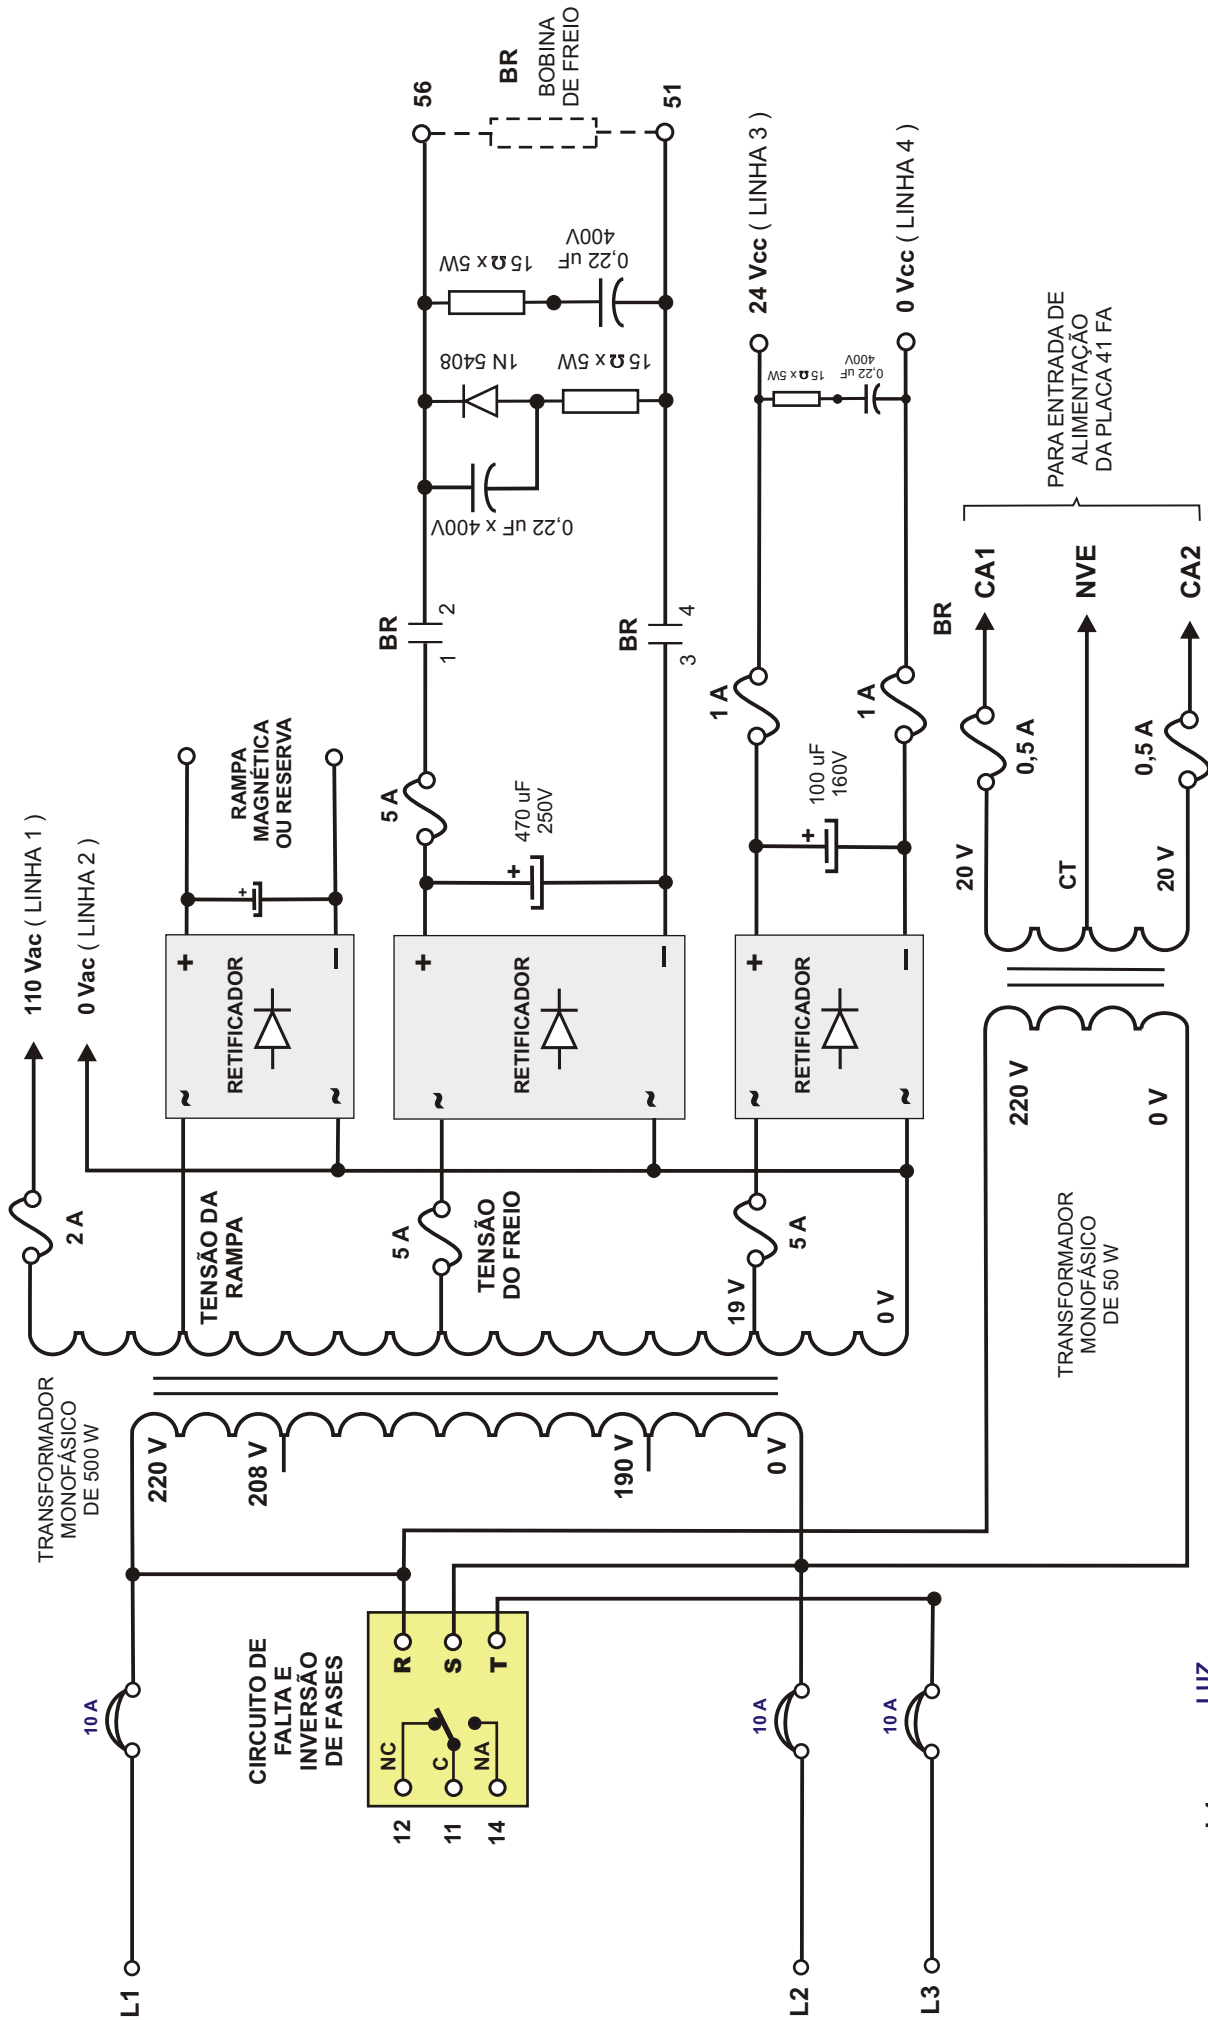 L1
L2
L3
10 A
10 A
10 A
CIRCUITO DE
FALTA E
INVERSÃO
DE FASES
12
11
14
NC
C
NA
R
S
T
TRANSFORMADOR
MONOFÁSICO
DE 500 W
220 V
208 V
190 V
0 V
2 A
110 Vac ( LINHA 1 )
0 Vac ( LINHA 2 )
TENSÃO DA
RAMPA
5 A
TENSÃO
DO FREIO
19 V
5 A
0 V
~
~
RETIFICADOR
+
–
+
RAMPA
MAGNÉTICA
OU RESERVA
~
~
RETIFICADOR
+
–
+
470 uF
250V
5 A
BR
1
2
BR
3
4
0,22 uF x 400V
1N 5408
15 Ω x 5W
15 Ω x 5W
0,22 uF
400V
56
51
BR
BOBINA
DE FREIO
~
~
RETIFICADOR
+
–
+
100 uF
160V
1 A
1 A
15 Ω x 5W
0,22 uF
400V
24 Vcc ( LINHA 3 )
0 Vcc ( LINHA 4 )
TRANSFORMADOR
MONOFÁSICO
DE 50 W
220 V
0 V
20 V
CT
20 V
0,5 A
0,5 A
BR
CA1
NVE
CA2
PARA ENTRADA DE
ALIMENTAÇÃO
DA PLACA 41 FA
LUZ